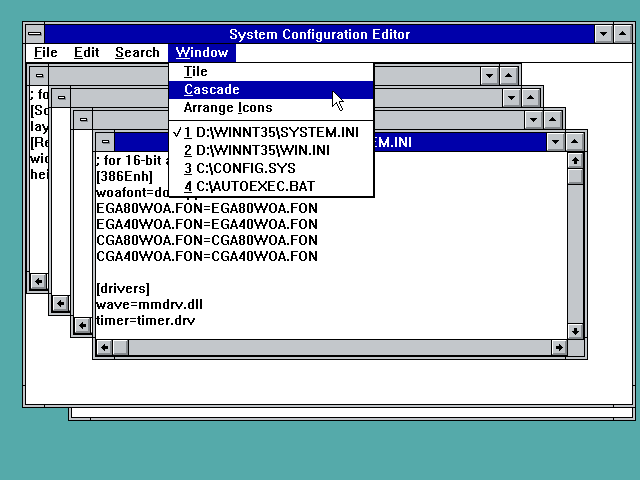 System Configuration Editor
File Edit Search Window
Tile
Cascade
Arrange Icons
✓1 D:\WINNT35\SYSTEM.INI
2 D:\WINNT35\WIN.INI
3 C:\CONFIG.SYS
4 C:\AUTOEXEC.BAT
EM.INI
; fo
[So
lay
[Re
wid
hei
; for 16-bit a
[386Enh]
woafont=do
EGA80WOA.FON=EGA80WOA.FON
EGA40WOA.FON=EGA40WOA.FON
CGA80WOA.FON=CGA80WOA.FON
CGA40WOA.FON=CGA40WOA.FON
[drivers]
wave=mmdrv.dll
timer=timer.drv